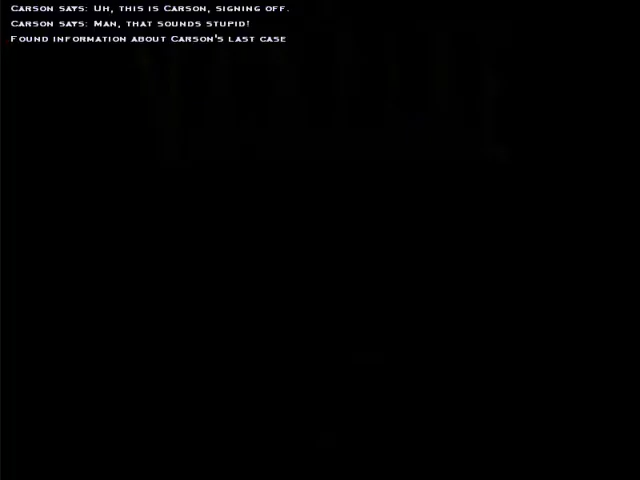 Carson says: Uh, this is Carson, signing off.
Carson says: Man, that sounds stupid!
Found information about Carson's last case